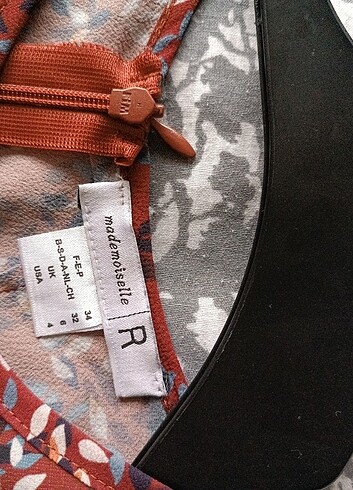 mademoiselle
R
F-E-P 34
B-S-D-A-NL-CH 32
UK 6
USA 4